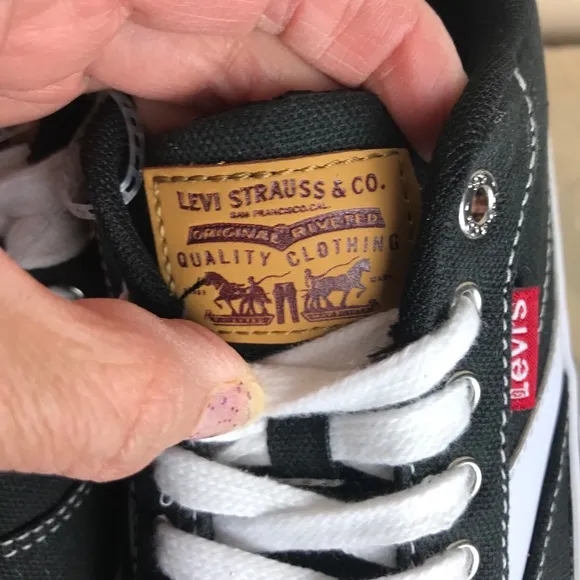 LEVI STRAUSS & CO.
SAN FRANCISCO, CAL.
ORIGINAL RIVETED
QUALITY CLOTHING
Levi's